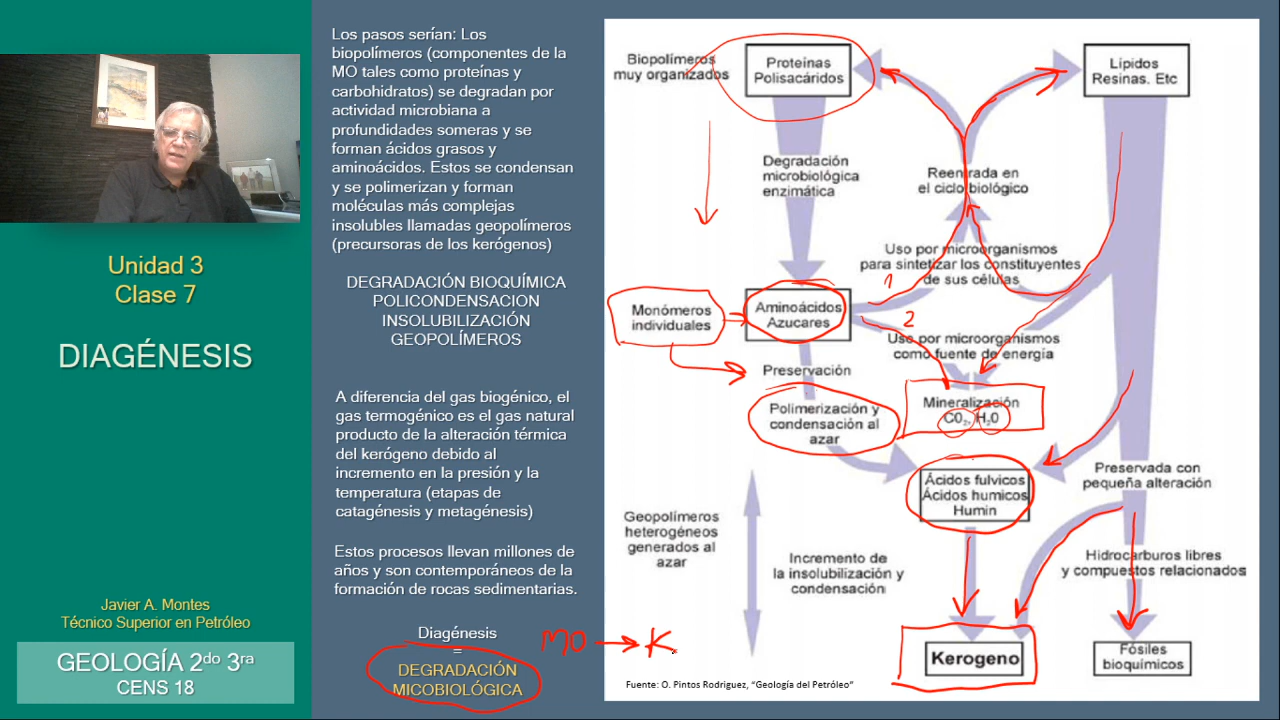 Unidad 3
Clase 7
DIAGÉNESIS
Javier A. Montes
Técnico Superior en Petróleo
GEOLOGÍA 2do 3ra
CENS 18
Los pasos serían: Los
biopolímeros (componentes de la
MO tales como proteínas y
carbohidratos) se degradan por
actividad microbiana a
profundidades someras y se
forman ácidos grasos y
aminoácidos. Estos se condensan
y se polimerizan y forman
moléculas más complejas
insolubles llamadas geopolímeros
(precursoras de los kerógenos)
DEGRADACIÓN BIOQUÍMICA
POLICONDENSACION
INSOLUBILIZACIÓN
GEOPOLÍMEROS
A diferencia del gas biogénico, el
gas termogénico es el gas natural
producto de la alteración térmica
del kerógeno debido al
incremento en la presión y la
temperatura (etapas de
catagénesis y metagénesis)
Estos procesos llevan millones de
años y son contemporáneos de la
formación de rocas sedimentarias.
Diagénesis
=
DEGRADACIÓN
MICOBIOLÓGICA
MO → K
Biopolímeros
muy organizados
Proteínas
Polisacáridos
Lípidos
Resinas. Etc
Degradación
microbiológica
enzimática
Reentrada en
el ciclo biológico
Uso por microorganismos
para sintetizar los constituyentes
de sus células
1
Monómeros
individuales
Aminoácidos
Azucares
2
Uso por microorganismos
como fuente de energía
Preservación
Polimerización y
condensación al
azar
Mineralización
CO2, H2O
Ácidos fulvicos
Ácidos humicos
Humin
Preservada con
pequeña alteración
Geopolímeros
heterogéneos
generados al
azar
Incremento de
la insolubilización y
condensación
Hidrocarburos libres
y compuestos relacionados
Kerogeno
Fósiles
bioquímicos
Fuente: O. Pintos Rodriguez, “Geología del Petróleo”